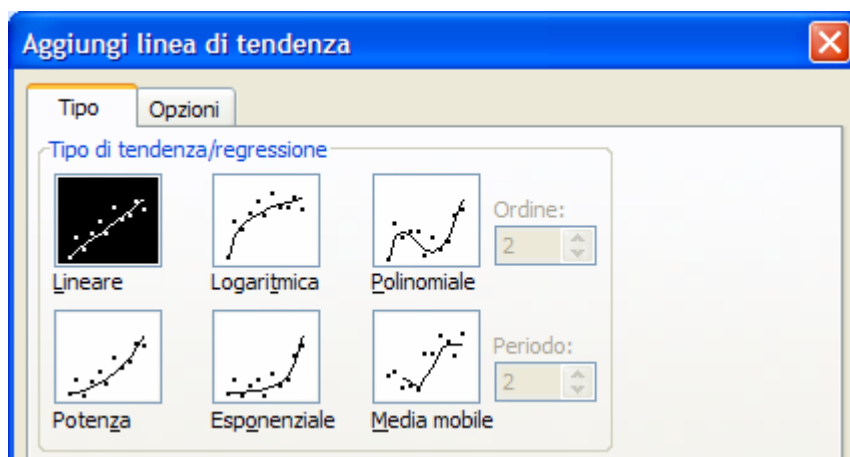 Aggiungi linea di tendenza
Tipo Opzioni
Tipo di tendenza/regressione
Ordine:
2
Lineare Logaritmica Polinomiale
Periodo:
2
Potenza Esponenziale Media mobile